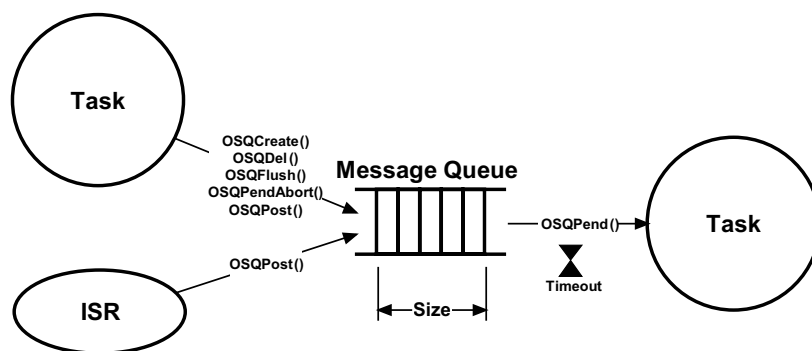 Task
OSQCreate()
OSQDel()
OSQFlush()
OSQPendAbort()
OSQPost()
Message Queue
OSQPend()
Timeout
Task
OSQPost()
ISR
Size